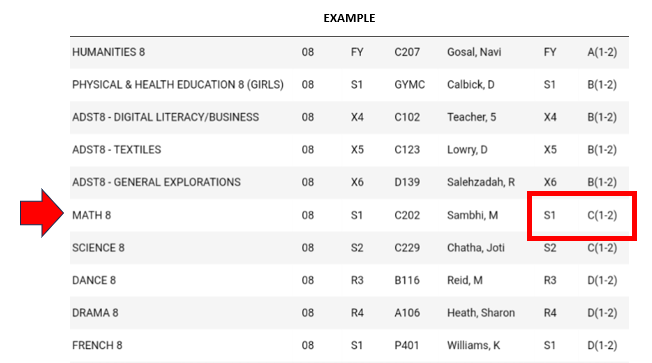 EXAMPLE
HUMANITIES 8 08 FY C207 Gosal, Navi FY A(1-2)
PHYSICAL & HEALTH EDUCATION 8 (GIRLS) 08 S1 GYMC Calbick, D S1 B(1-2)
ADST8 - DIGITAL LITERACY/BUSINESS 08 X4 C102 Teacher, 5 X4 B(1-2)
ADST8 - TEXTILES 08 X5 C123 Lowry, D X5 B(1-2)
ADST8 - GENERAL EXPLORATIONS 08 X6 D139 Salehzadah, R X6 B(1-2)
MATH 8 08 S1 C202 Sambhi, M S1 C(1-2)
SCIENCE 8 08 S2 C229 Chatha, Joti S2 C(1-2)
DANCE 8 08 R3 B116 Reid, M R3 D(1-2)
DRAMA 8 08 R4 A106 Heath, Sharon R4 D(1-2)
FRENCH 8 08 S1 P401 Williams, K S1 D(1-2)